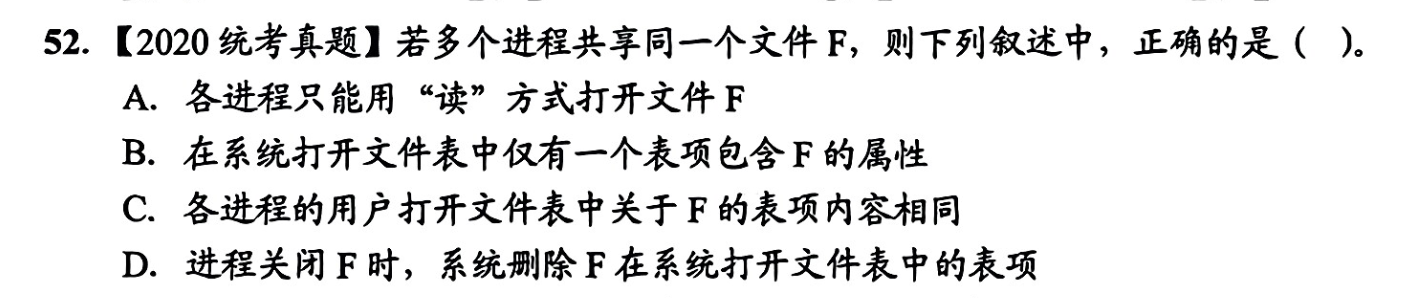 52.【2020 统考真题】若多个进程共享同一个文件 F，则下列叙述中，正确的是（ ）。
A. 各进程只能用“读”方式打开文件 F
B. 在系统打开文件表中仅有一个表项包含 F 的属性
C. 各进程的用户打开文件表中关于 F 的表项内容相同
D. 进程关闭 F 时，系统删除 F 在系统打开文件表中的表项